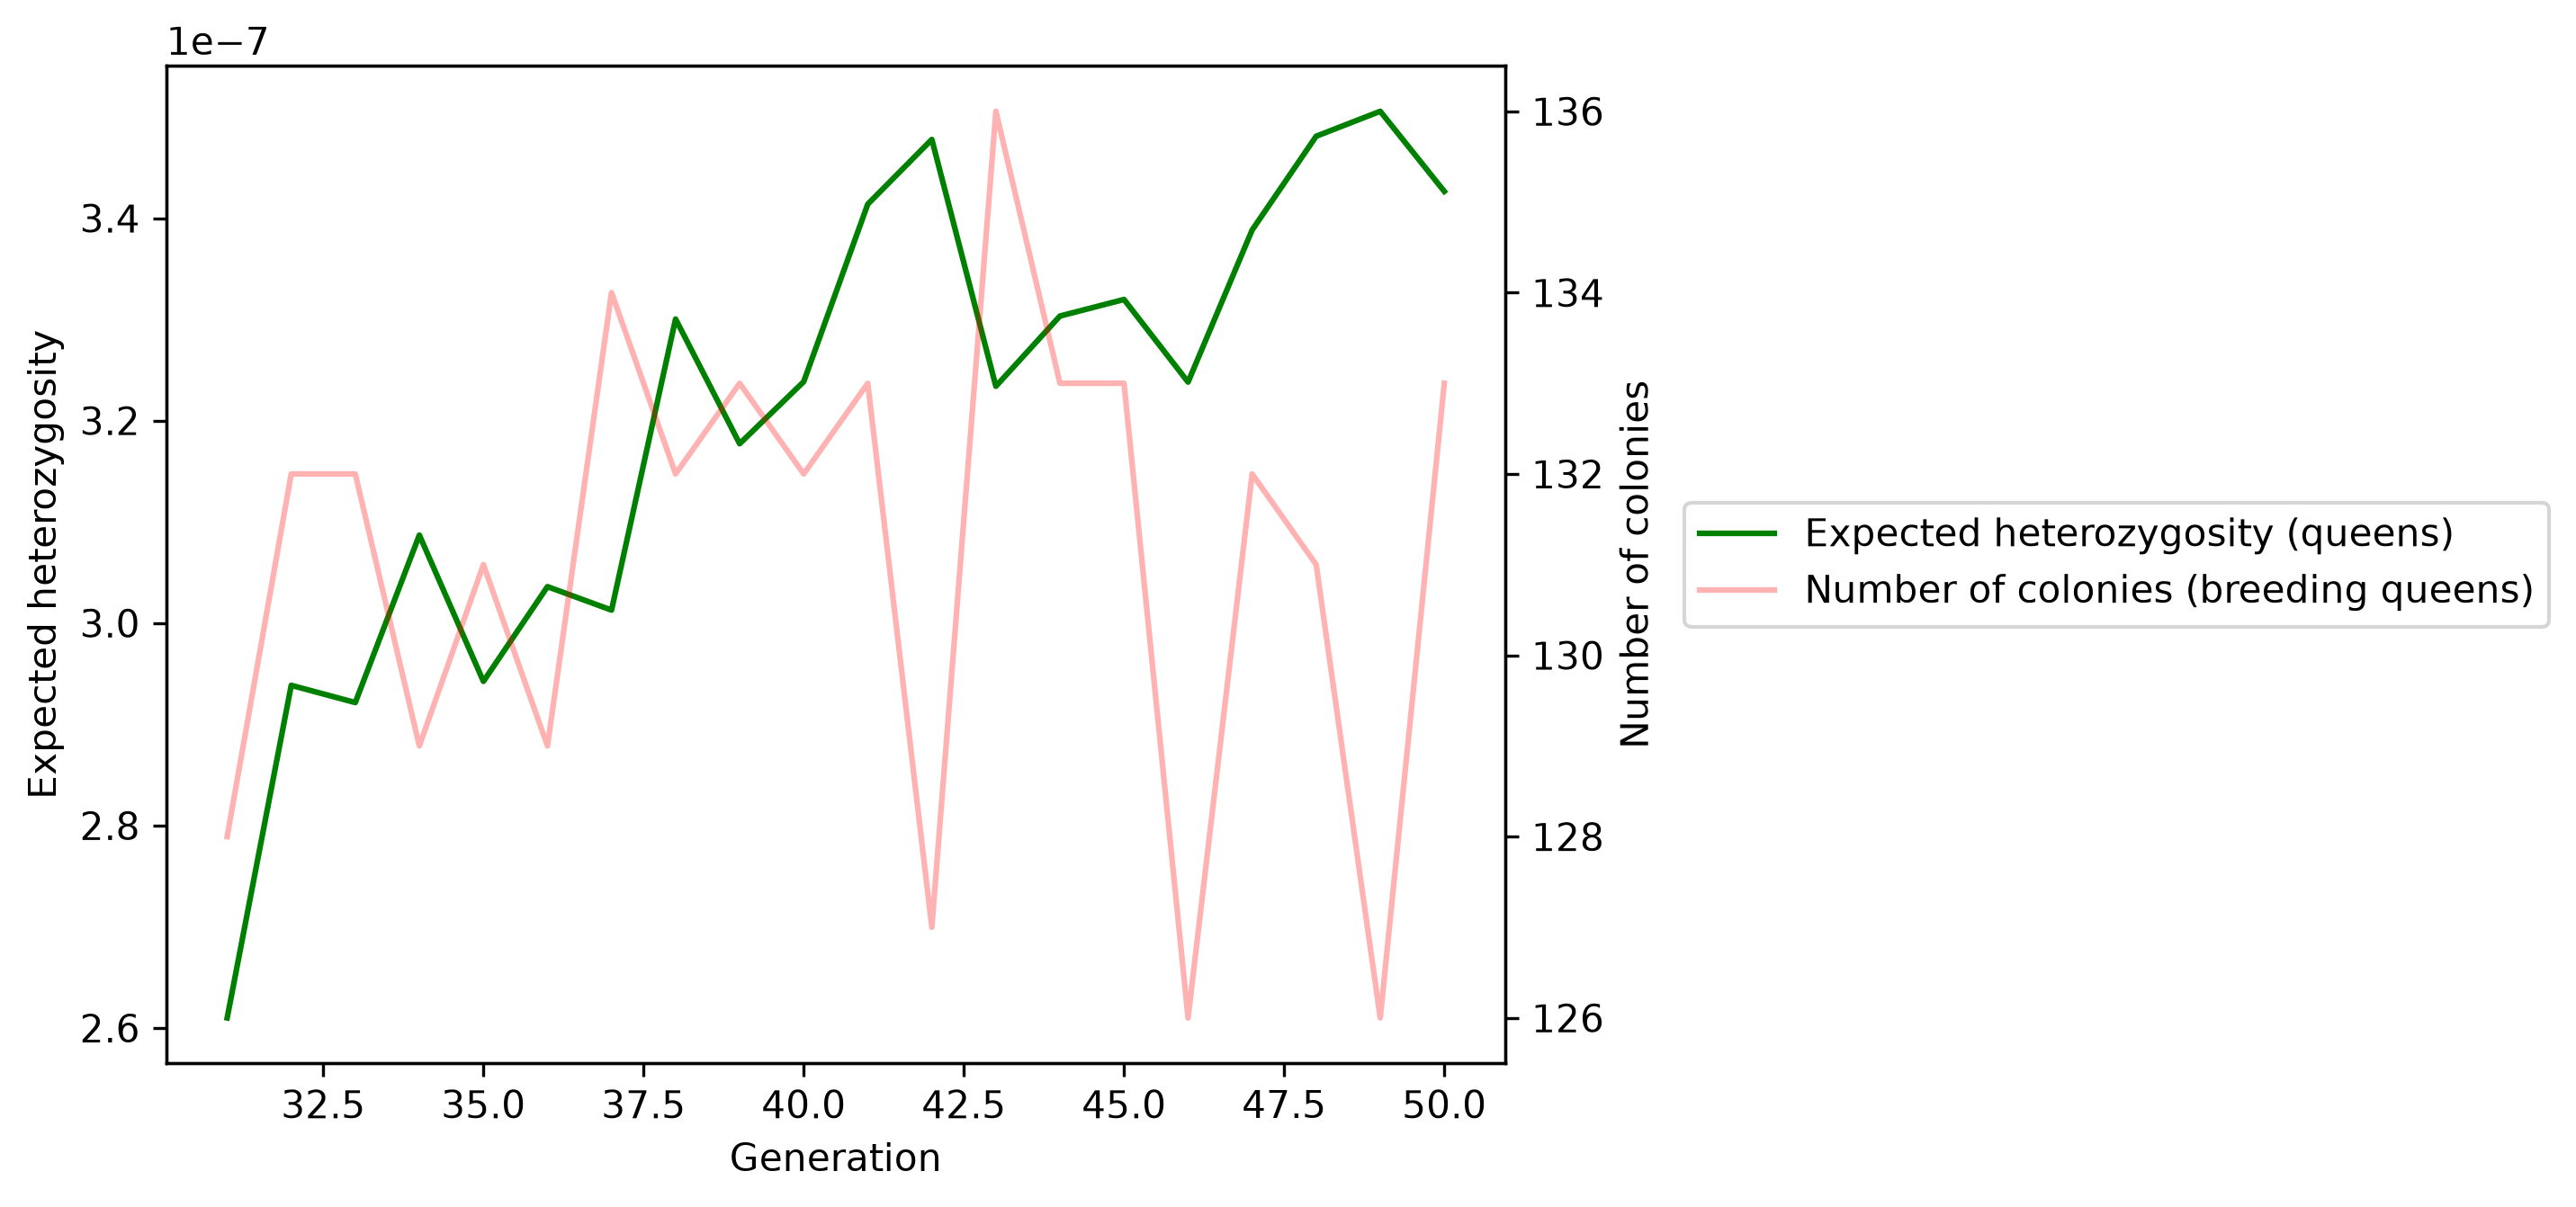 1e−7
Expected heterozygosity
3.4
3.2
3.0
2.8
2.6
136
134
132
130
128
126
Number of colonies
Expected heterozygosity (queens)
Number of colonies (breeding queens)
32.5 35.0 37.5 40.0 42.5 45.0 47.5 50.0
Generation